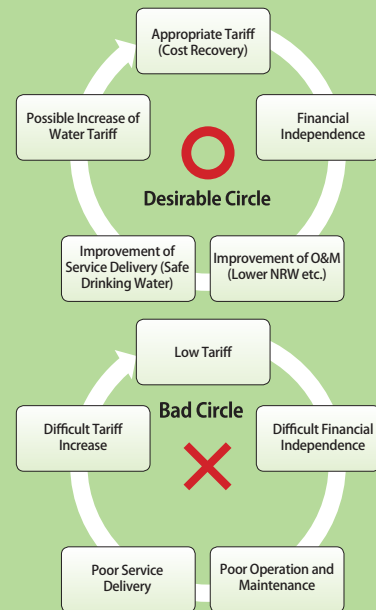 Appropriate Tariff
(Cost Recovery)
Possible Increase of
Water Tariff
Financial
Independence
Desirable Circle
Improvement of
Service Delivery (Safe
Drinking Water)
Improvement of O&M
(Lower NRW etc.)
Low Tariff
Bad Circle
Difficult Tariff
Increase
Difficult Financial
Independence
Poor Service
Delivery
Poor Operation and
Maintenance